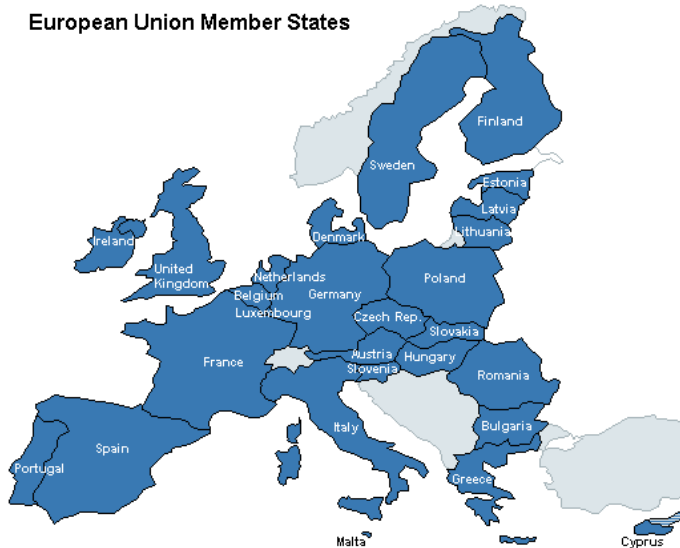 European Union Member States
Finland
Sweden
Estonia
Latvia
Lithuania
Denmark
Ireland
United
Kingdom
Netherlands
Belgium
Germany
Luxembourg
Poland
Czech Rep.
Slovakia
France
Austria
Hungary
Slovenia
Romania
Italy
Bulgaria
Spain
Portugal
Greece
Malta
Cyprus